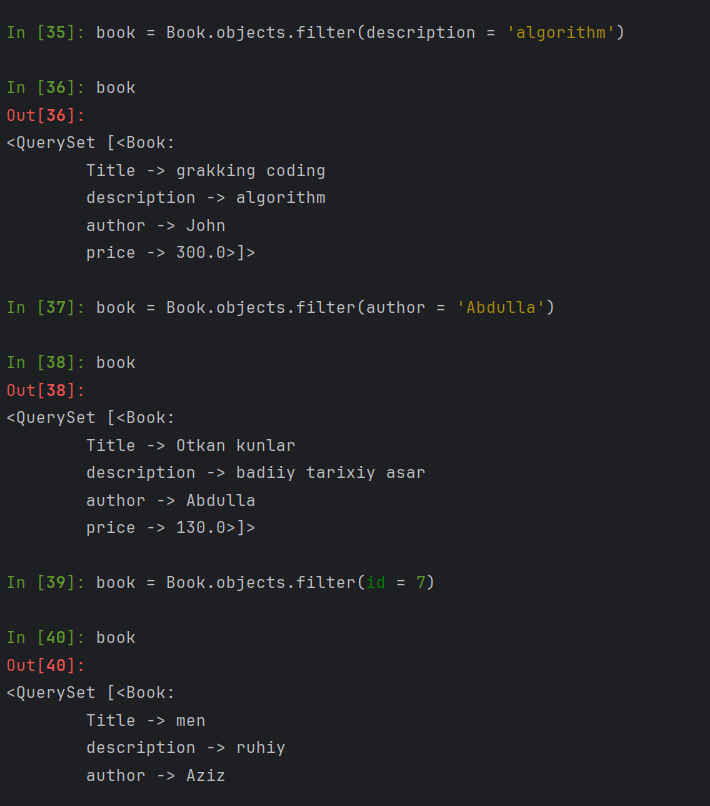 In [35]: book = Book.objects.filter(description = 'algorithm')
In [36]: book
Out[36]:
<QuerySet [<Book:
Title -> grakking coding
description -> algorithm
author -> John
price -> 300.0>]>
In [37]: book = Book.objects.filter(author = 'Abdulla')
In [38]: book
Out[38]:
<QuerySet [<Book:
Title -> Otkan kunlar
description -> badiiy tarixiy asar
author -> Abdulla
price -> 130.0>]>
In [39]: book = Book.objects.filter(id = 7)
In [40]: book
Out[40]:
<QuerySet [<Book:
Title -> men
description -> ruhiy
author -> Aziz